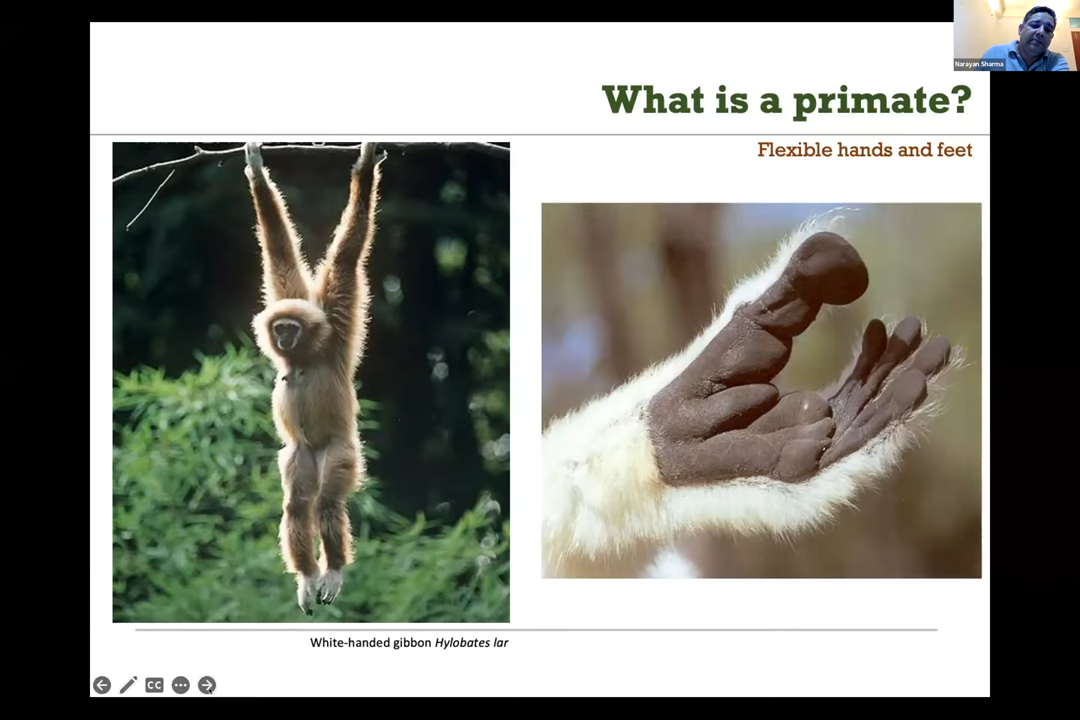 Narayan Sharma
What is a primate?
Flexible hands and feet
White-handed gibbon Hylobates lar
CC